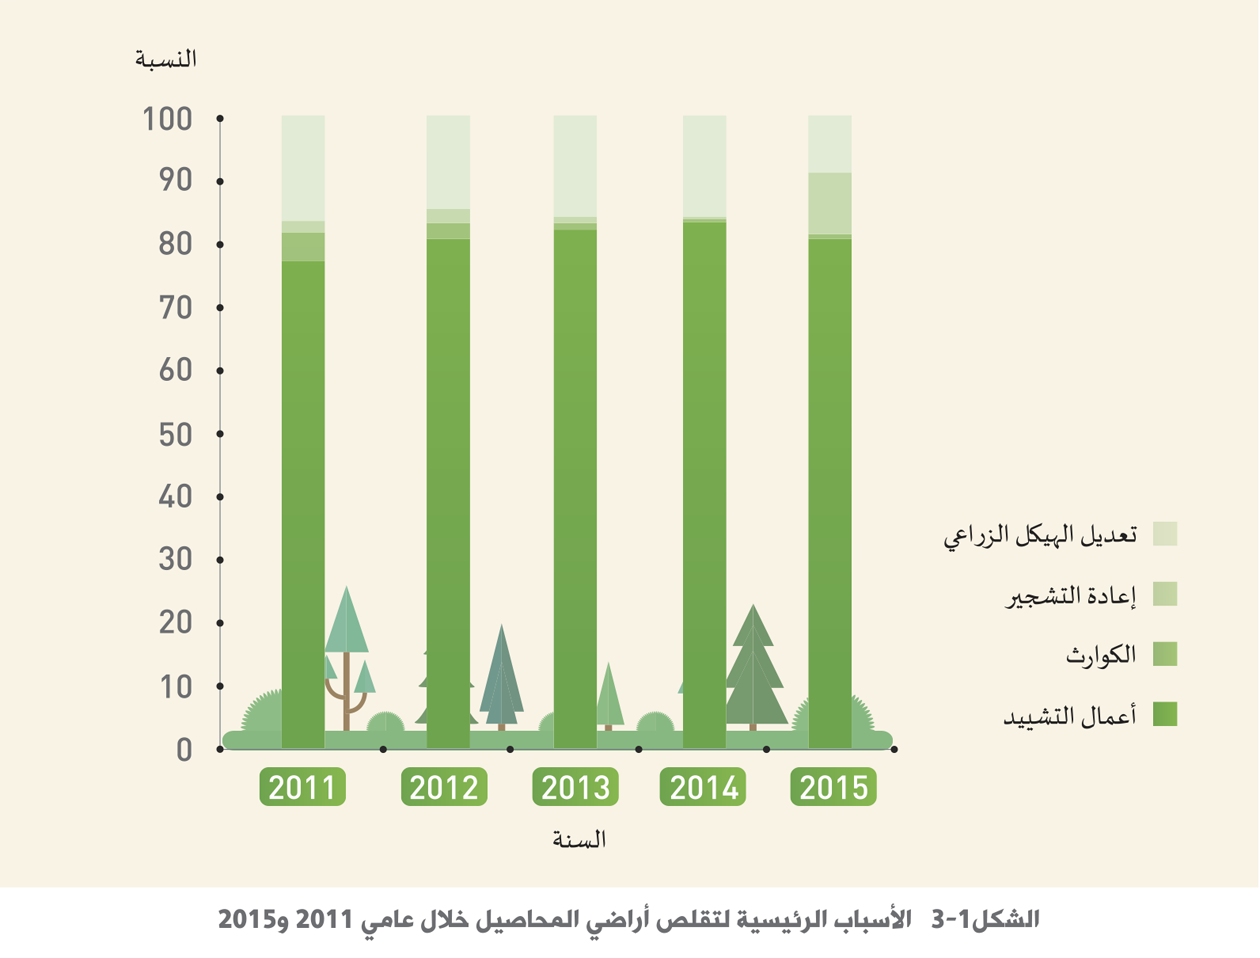 النسبة
100
90
80
70
60
50
40
30
20
10
0
2011 2012 2013 2014 2015
السنة
تعديل الهيكل الزراعي
إعادة التشجير
الكوارث
أعمال التشييد
الشكل1-3 الأسباب الرئيسية لتقلص أراضي المحاصيل خلال عامي 2011 و2015